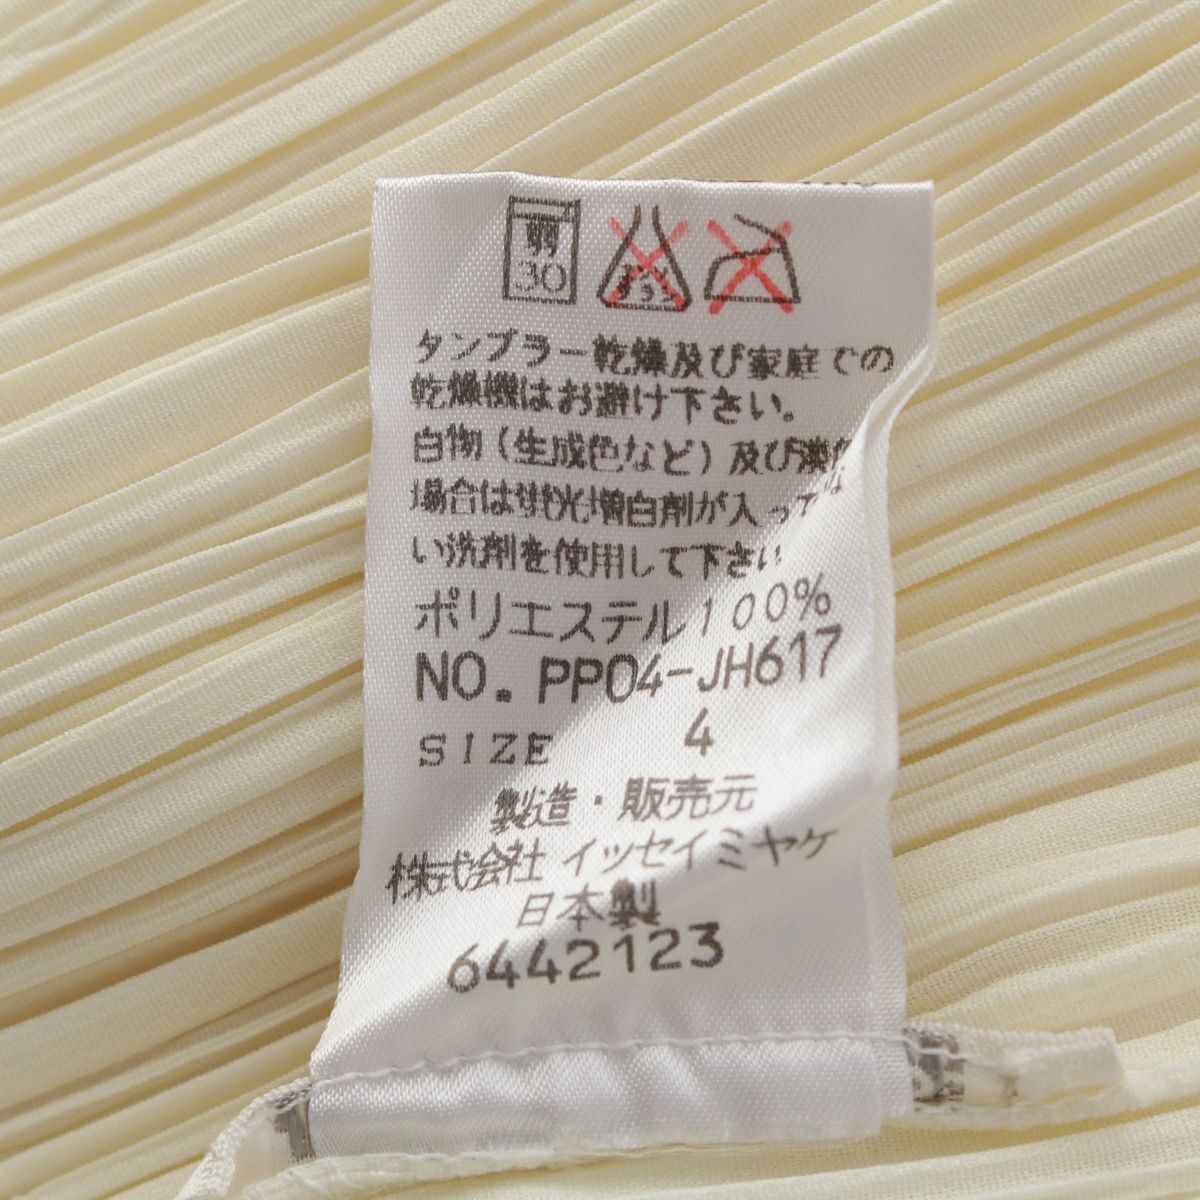 弱
30
タンブラー乾燥及び家庭での
乾燥機はお避け下さい。
白物(生成色など)及び淡色
場合は蛍光増白剤が入って
い洗剤を使用して下さい
ポリエステル100%
NO. PP04-JH617
SIZE 4
製造・販売元
株式会社イッセイミヤケ
日本製
6442123